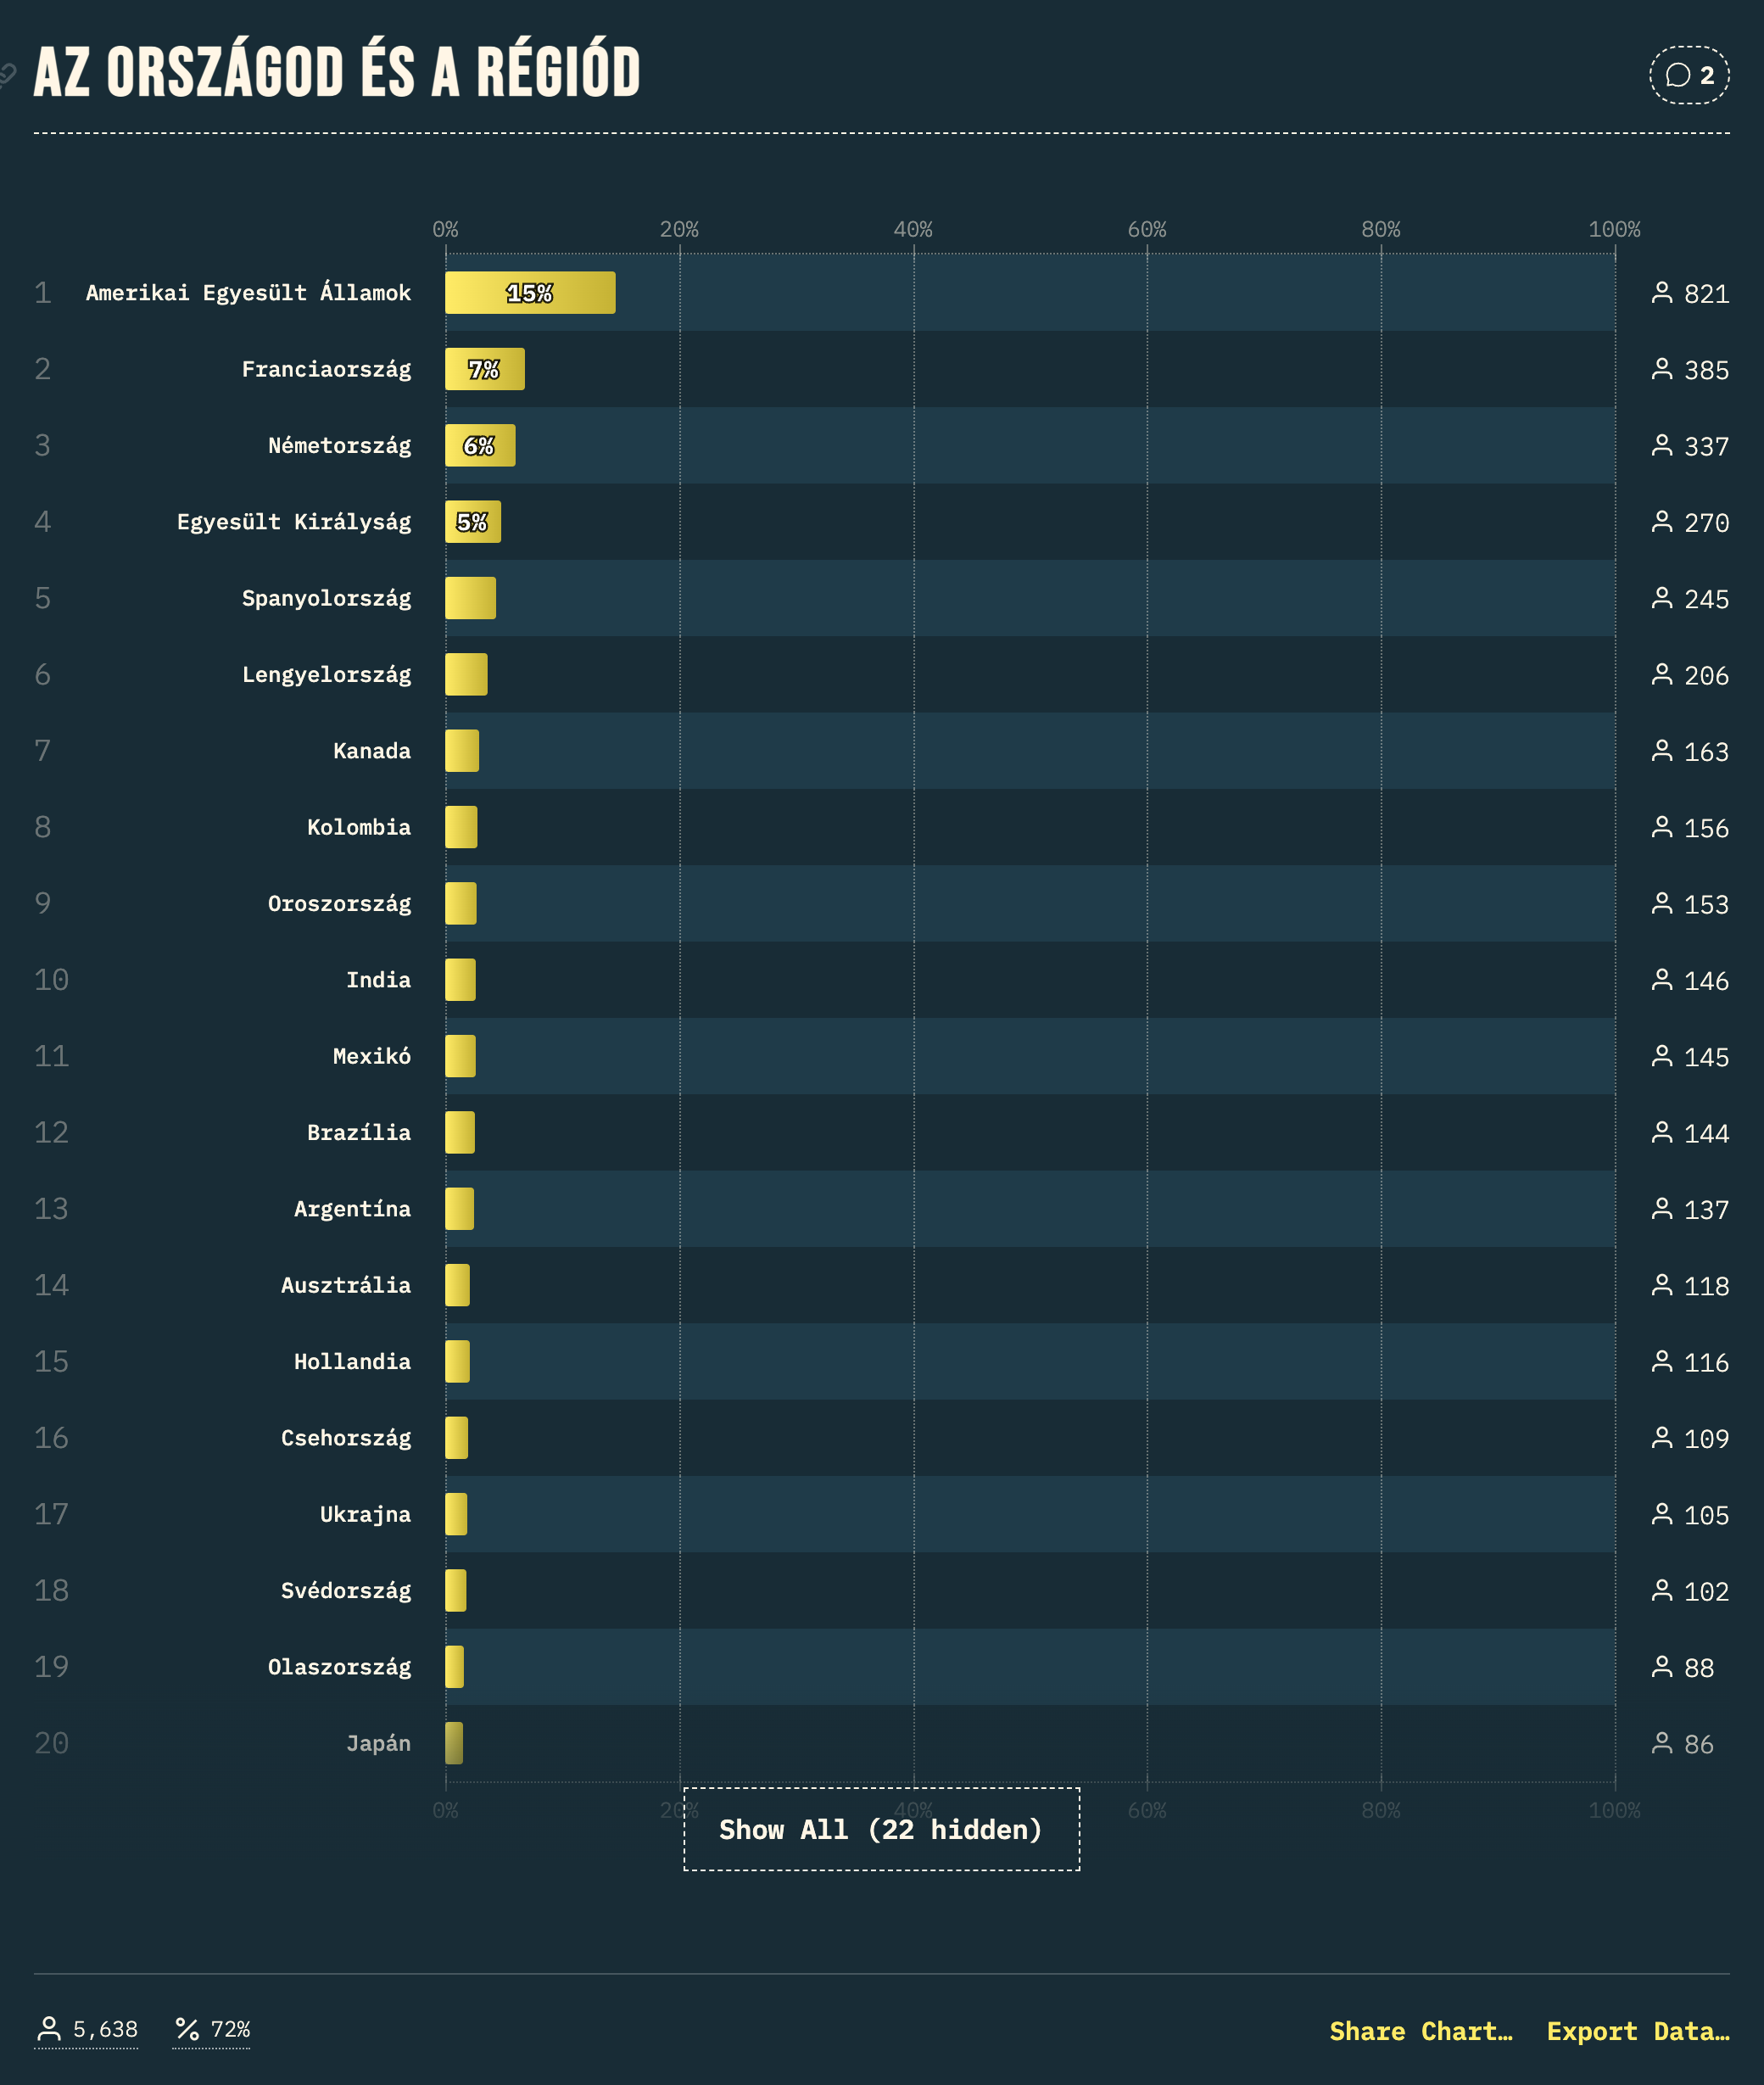 AZ ORSZÁGOD ÉS A RÉGIÓD
2
0% 20% 40% 60% 80% 100%
1 Amerikai Egyesült Államok 15% 821
2 Franciaország 7% 385
3 Németország 6% 337
4 Egyesült Királyság 5% 270
5 Spanyolország 245
6 Lengyelország 206
7 Kanada 163
8 Kolombia 156
9 Oroszország 153
10 India 146
11 Mexikó 145
12 Brazília 144
13 Argentína 137
14 Ausztrália 118
15 Hollandia 116
16 Csehország 109
17 Ukrajna 105
18 Svédország 102
19 Olaszország 88
20 Japán 86
0% 20% 40% 60% 80% 100%
Show All (22 hidden)
5,638 % 72% Share Chart… Export Data…